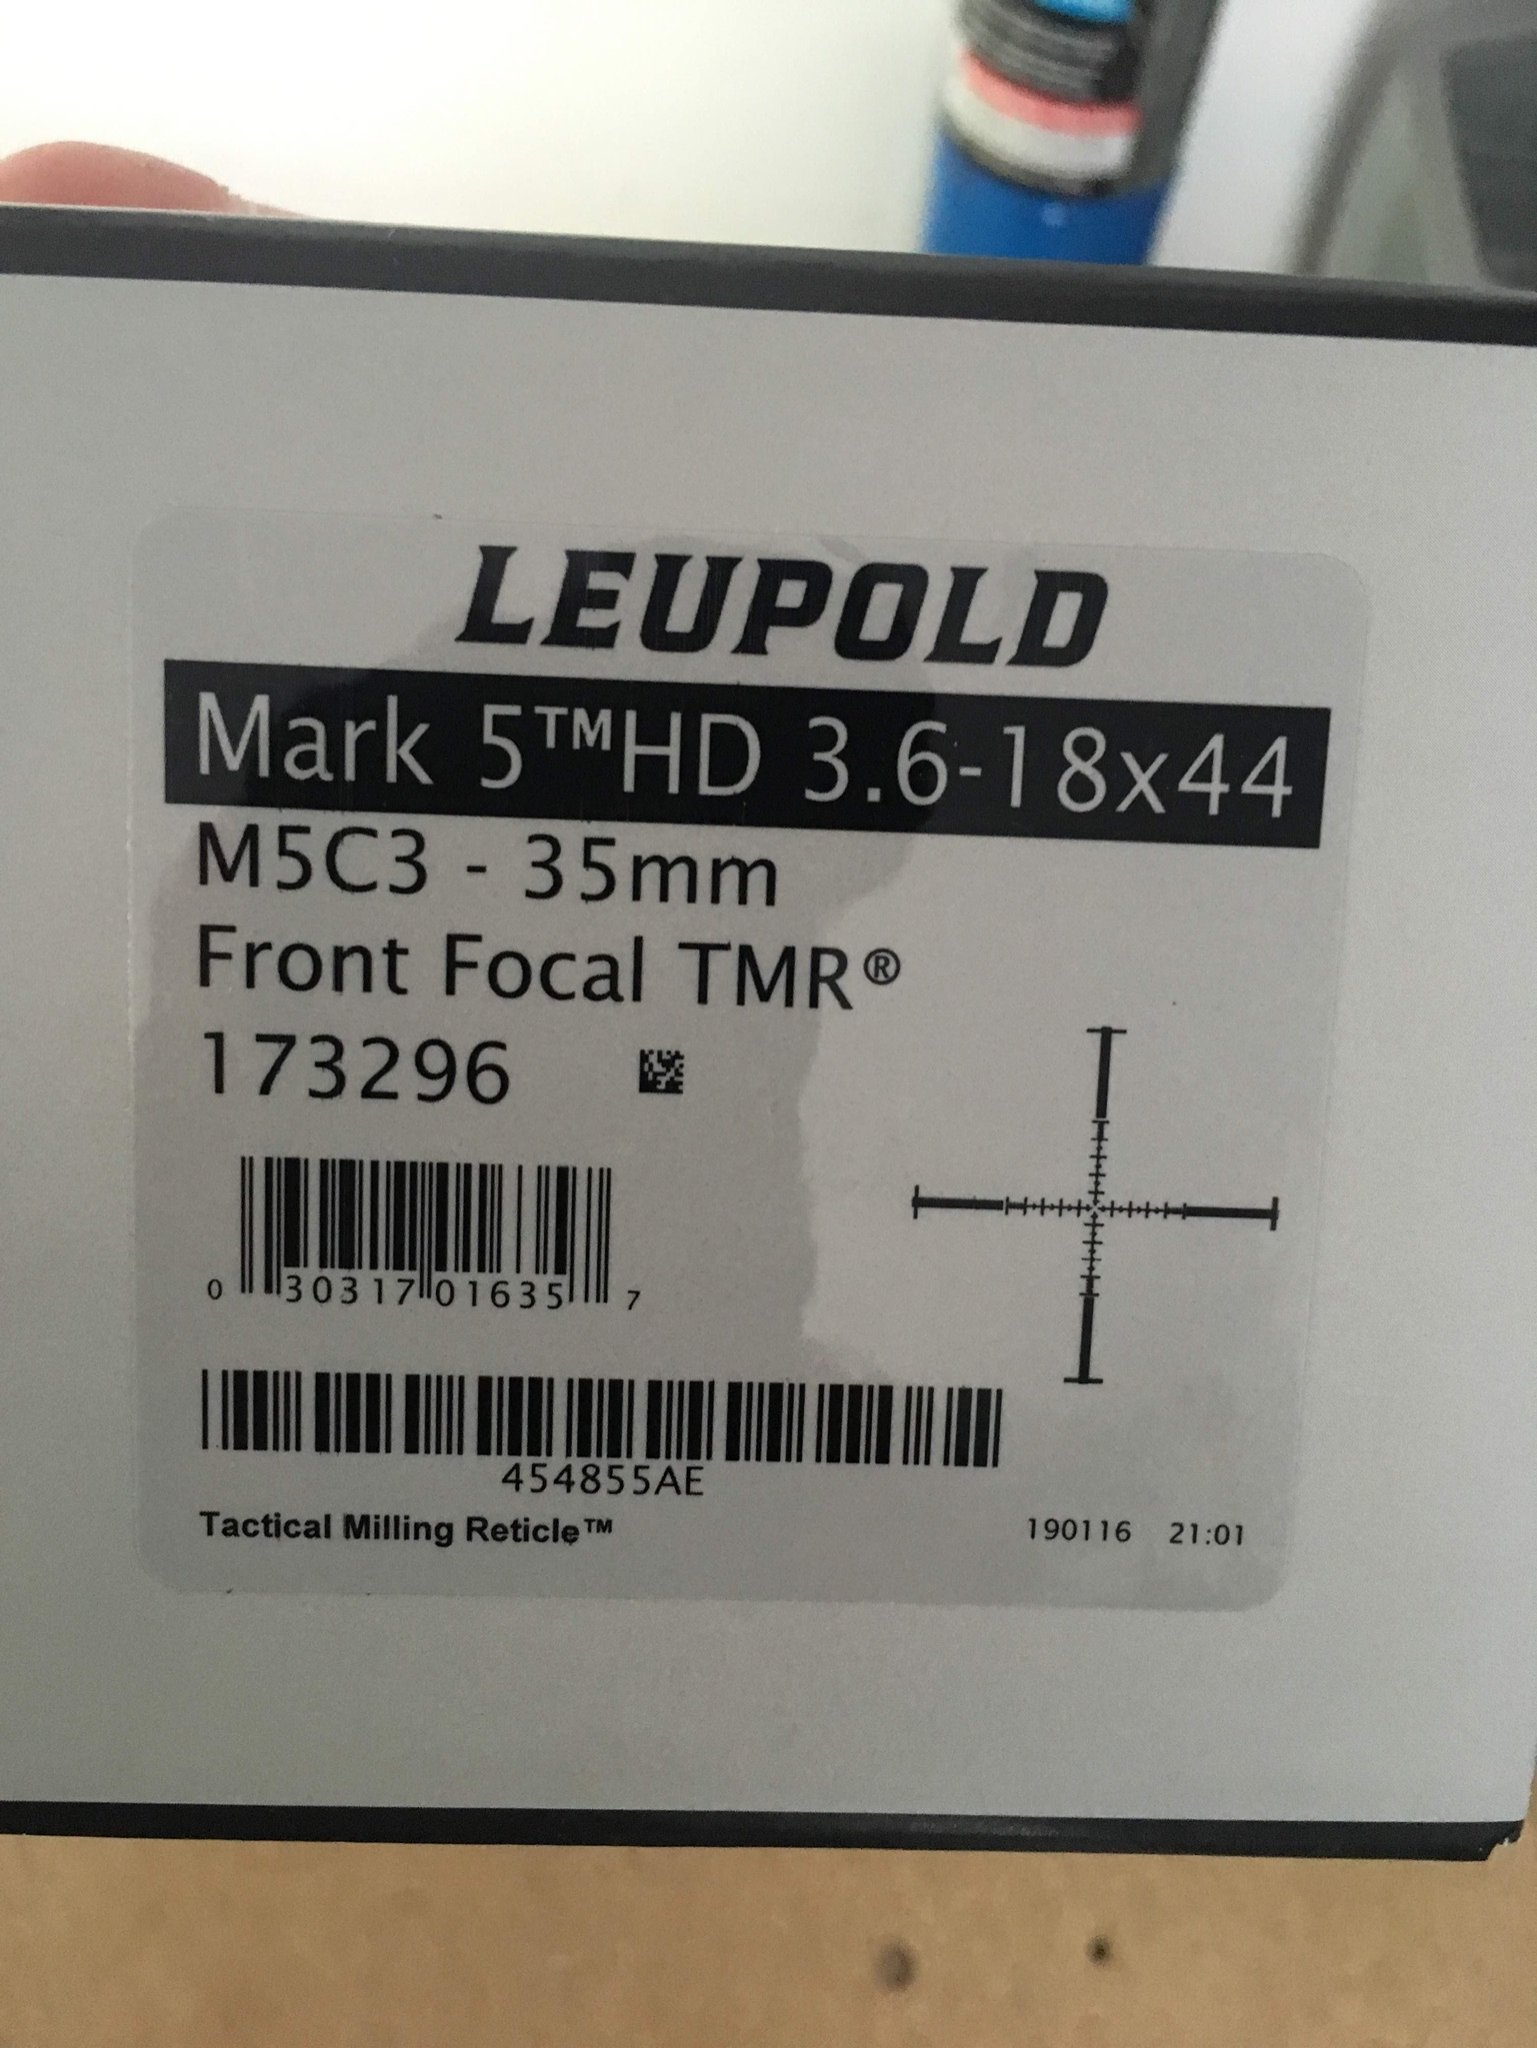 LEUPOLD
Mark 5™HD 3.6-18x44
M5C3 - 35mm
Front Focal TMR®
173296
0 30317 01635 7
454855AE
Tactical Milling Reticle™ 190116 21:01